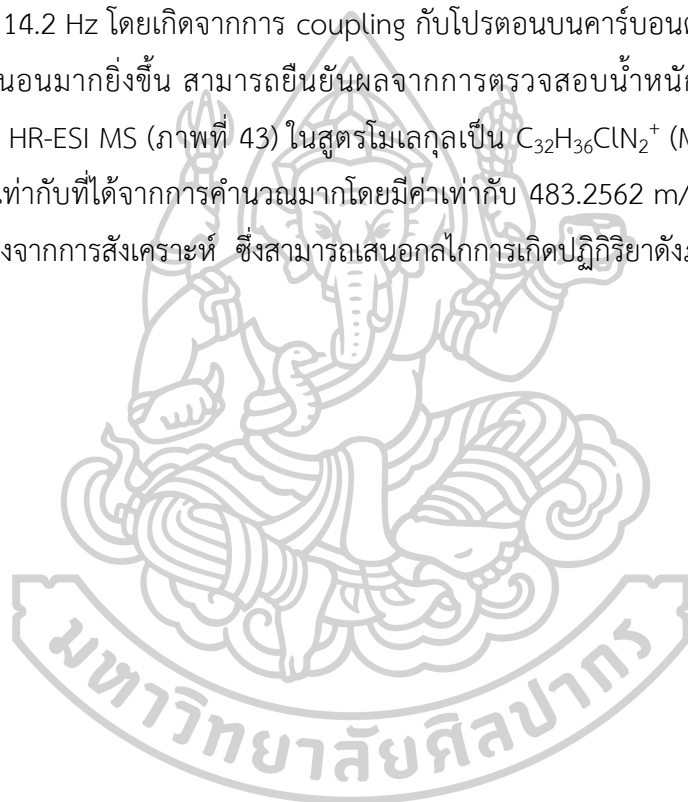 14.2 Hz โดยเกิดจากการ coupling กับโปรตอนบนคาร์บอน
นอนมากยิ่งขึ้น สามารถยืนยันผลจากการตรวจสอบน้ำหนัก
HR-ESI MS (ภาพที่ 43) ในสูตรโมเลกุลเป็น C₃₂H₃₆ClN₂⁺ (M
เท่ากับที่ได้จากการคำนวณมากโดยมีค่าเท่ากับ 483.2562 m/
งจากการสังเคราะห์ ซึ่งสามารถเสนอกลไกการเกิดปฏิกิริยาดัง
มหาวิทยาลัยศิลปากร